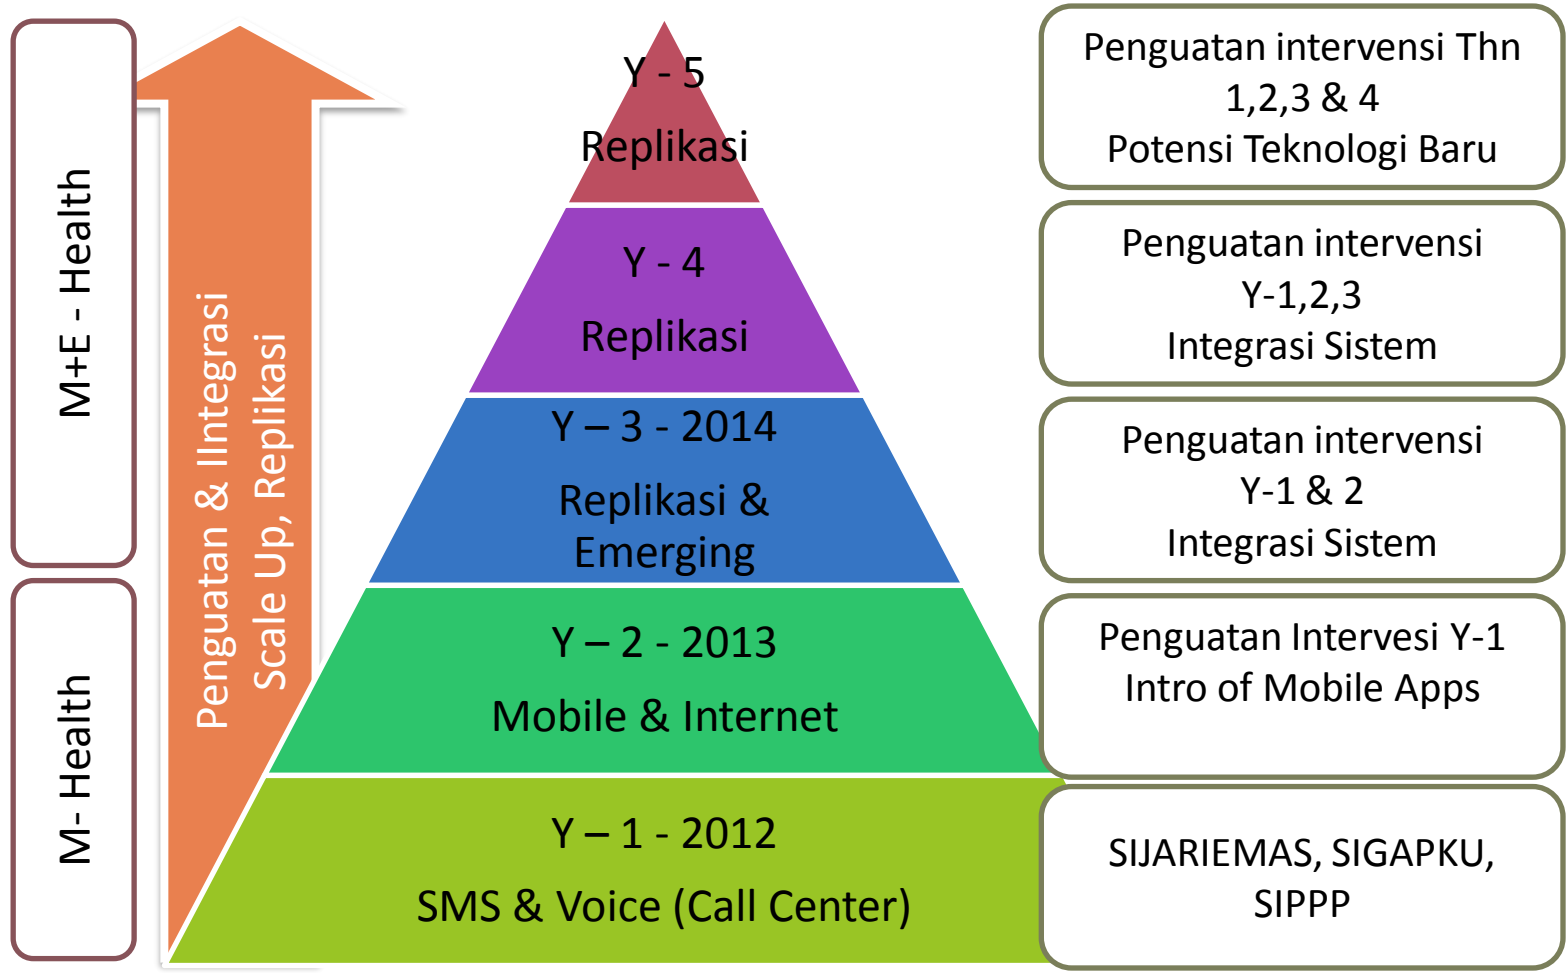 M+E - Health
M- Health
Penguatan & IIntegrasi
Scale Up, Replikasi
Y - 5
Replikasi
Y - 4
Replikasi
Y – 3 - 2014
Replikasi &
Emerging
Y – 2 - 2013
Mobile & Internet
Y – 1 - 2012
SMS & Voice (Call Center)
Penguatan intervensi Thn
1,2,3 & 4
Potensi Teknologi Baru
Penguatan intervensi
Y-1,2,3
Integrasi Sistem
Penguatan intervensi
Y-1 & 2
Integrasi Sistem
Penguatan Intervesi Y-1
Intro of Mobile Apps
SIJARIEMAS, SIGAPKU,
SIPPP